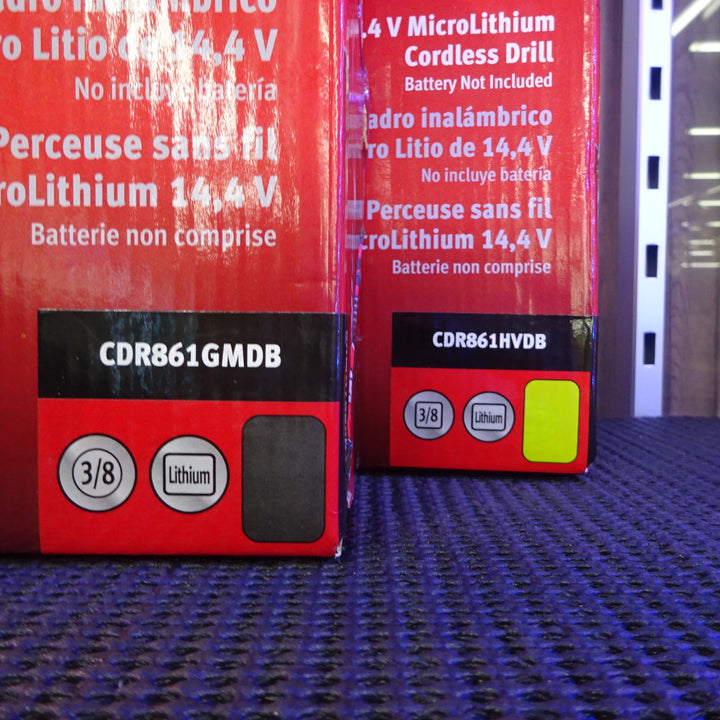 Litio de 14,4 V
No incluye batería
Perceuse sans fil
roLithium 14,4 V
Batterie non comprise
CDR861GMDB
3/8
Lithium
.4 V MicroLithium
Cordless Drill
Battery Not Included
adro inalámbrico
ro Litio de 14,4 V
No incluye batería
Perceuse sans fil
croLithium 14,4 V
Batterie non comprise
CDR861HVDB
3/8
Lithium